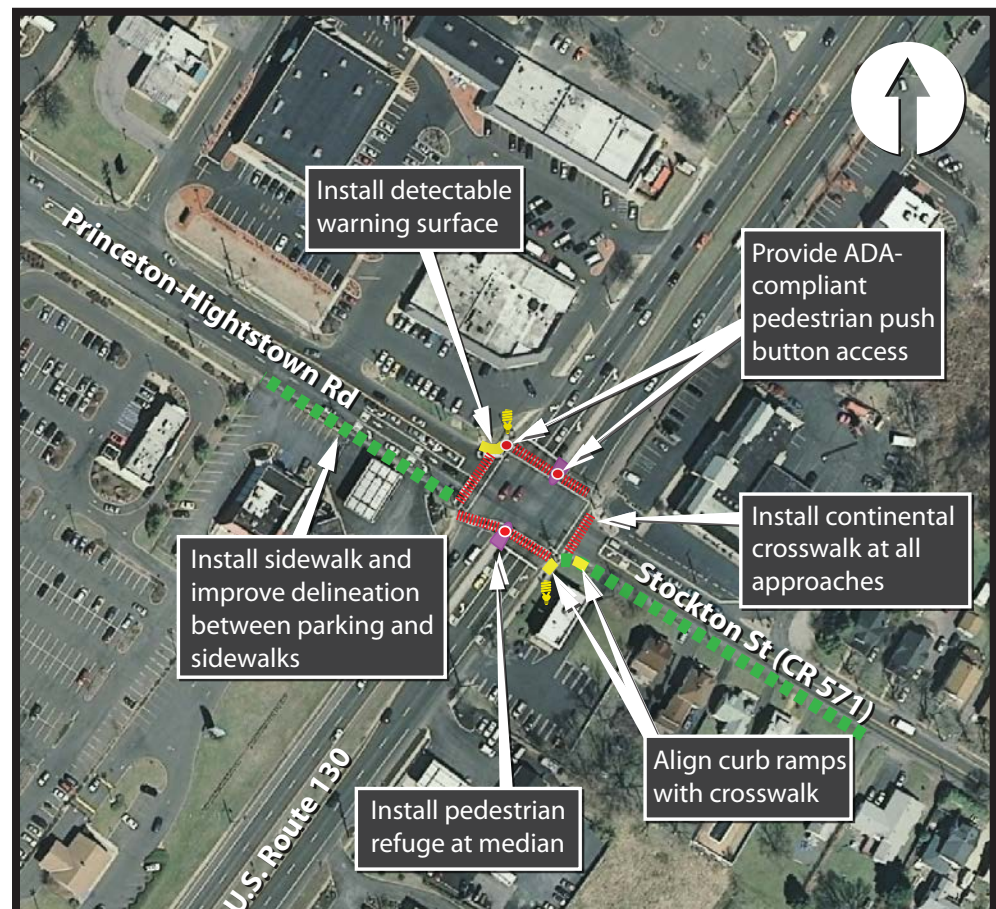 Install detectable
warning surface
Provide ADA-
compliant
pedestrian push
button access
Princeton-Hightstown Rd
Install continental
crosswalk at all
approaches
Install sidewalk and
improve delineation
between parking and
sidewalks
Stockton St (CR 571)
Align curb ramps
with crosswalk
Install pedestrian
refuge at median
U.S. Route 130